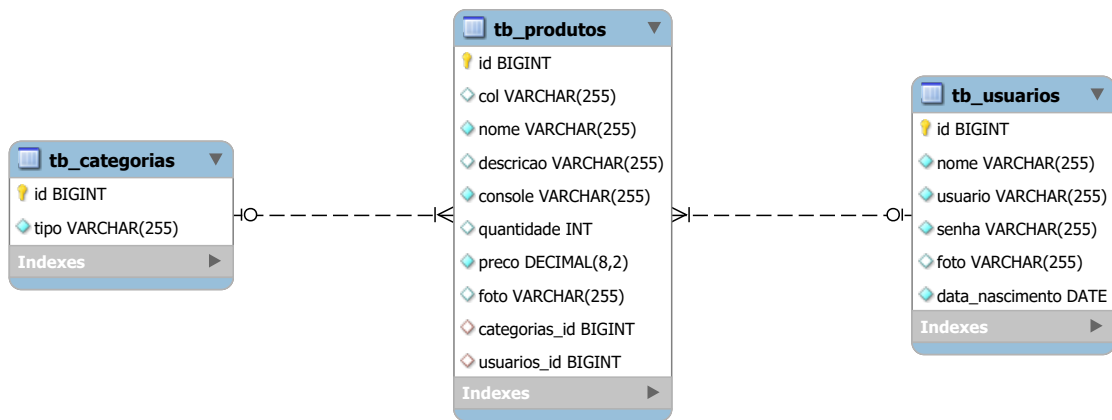 tb_categorias
id BIGINT
tipo VARCHAR(255)
Indexes
tb_produtos
id BIGINT
col VARCHAR(255)
nome VARCHAR(255)
descricao VARCHAR(255)
console VARCHAR(255)
quantidade INT
preco DECIMAL(8,2)
foto VARCHAR(255)
categorias_id BIGINT
usuarios_id BIGINT
Indexes
tb_usuarios
id BIGINT
nome VARCHAR(255)
usuario VARCHAR(255)
senha VARCHAR(255)
foto VARCHAR(255)
data_nascimento DATE
Indexes